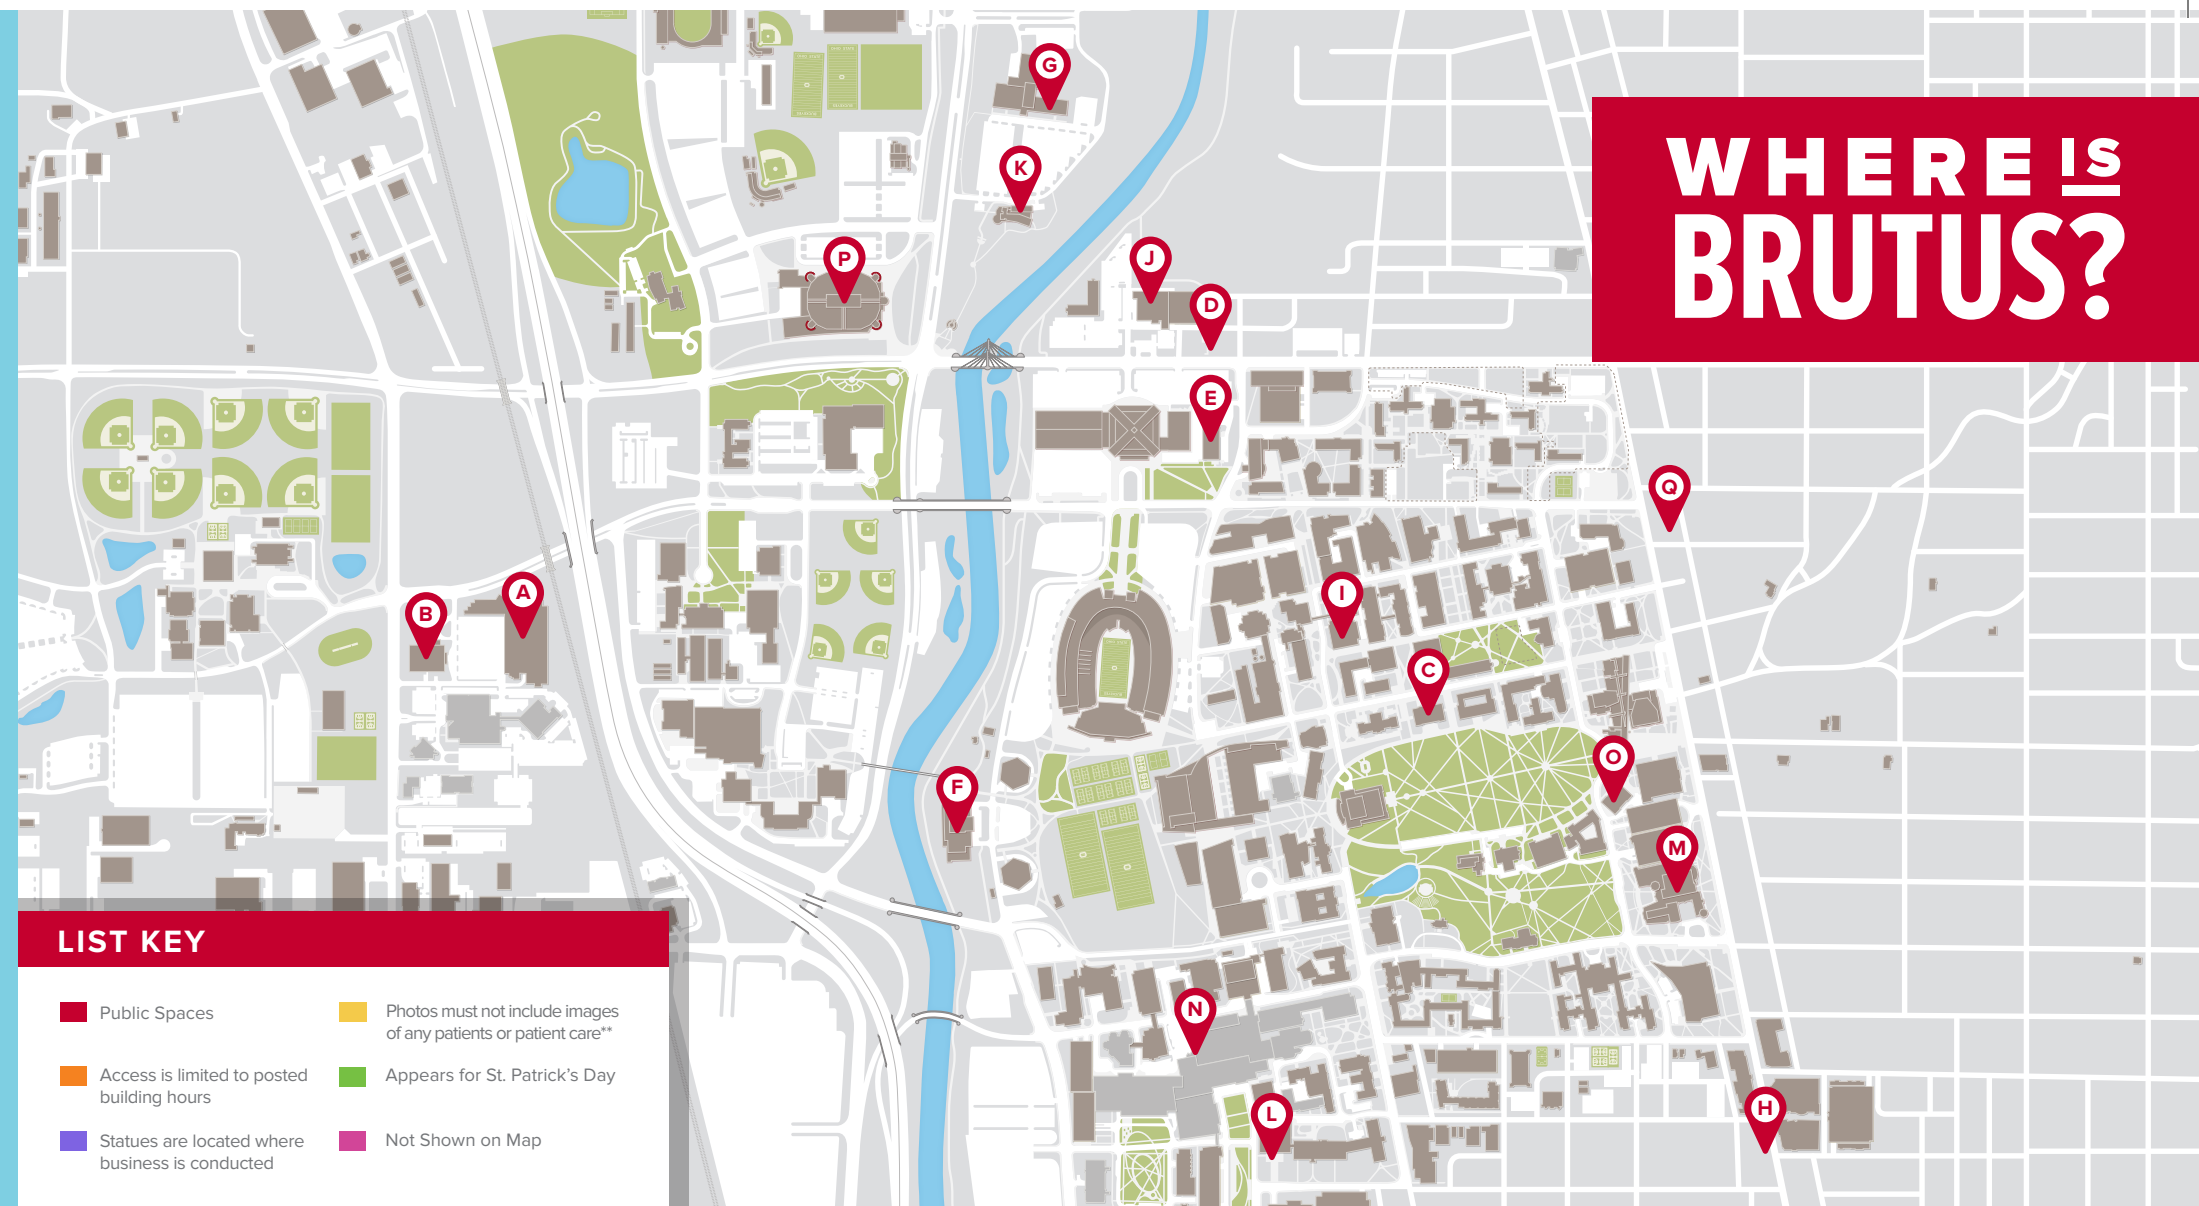 WHERE IS
BRUTUS?
G
K
P
J
D
E
Q
A
B
I
C
O
F
M
N
L
H
LIST KEY
Public Spaces
Access is limited to posted
building hours
Statues are located where
business is conducted
Photos must not include images
of any patients or patient care**
Appears for St. Patrick's Day
Not Shown on Map